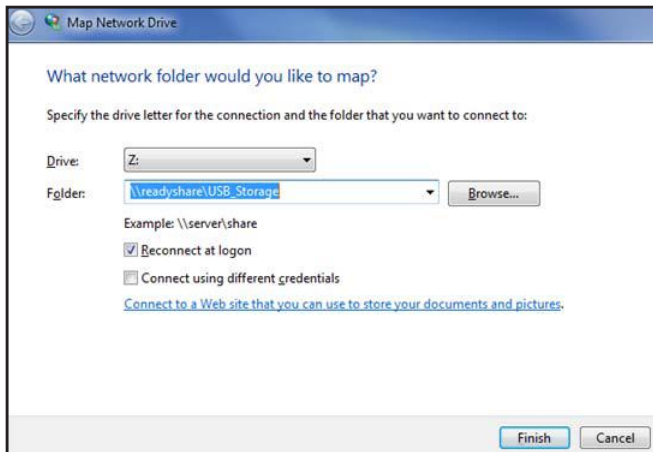 Map Network Drive
What network folder would you like to map?
Specify the drive letter for the connection and the folder that you want to connect to:
Drive: Z:
Folder: \\readyshare\USB_Storage Browse...
Example: \\server\share
Reconnect at logon
Connect using different credentials
Connect to a Web site that you can use to store your documents and pictures.
Finish Cancel